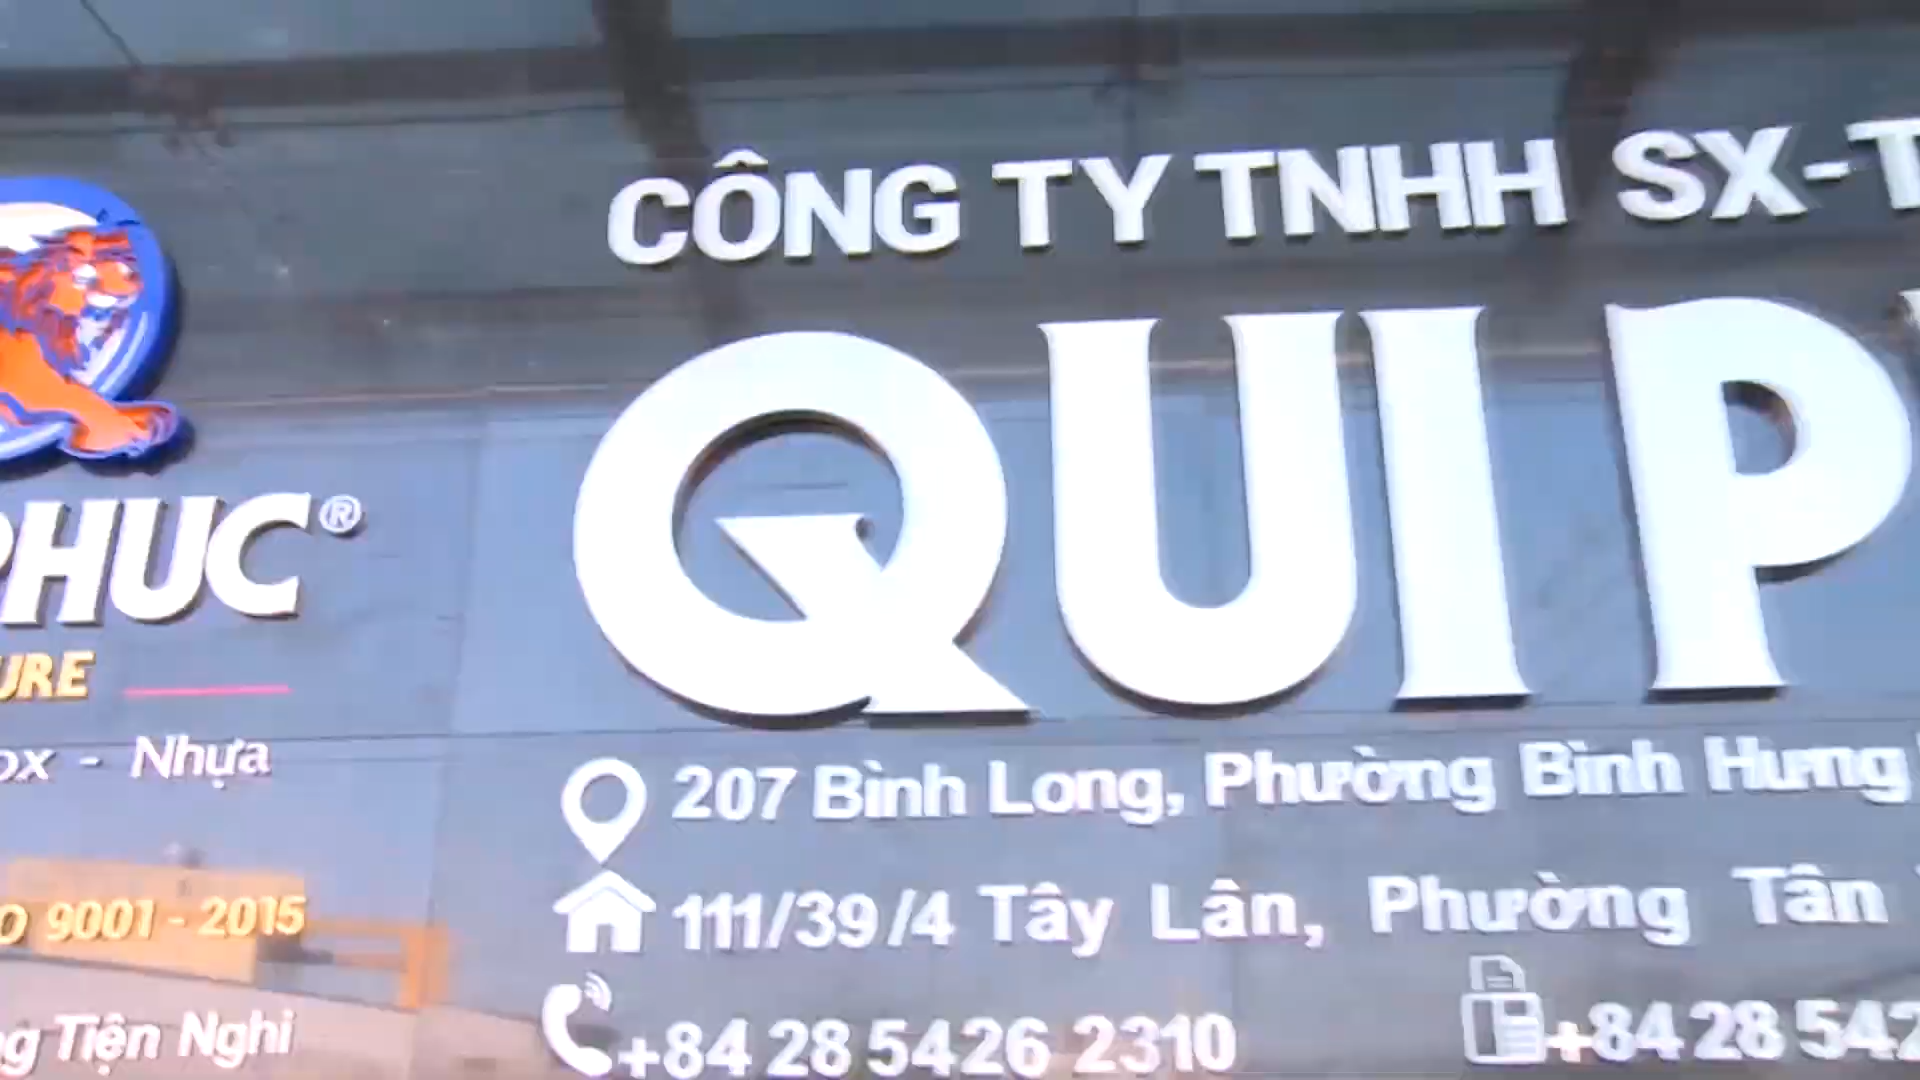 PHUC®
URE
ox - Nhựa
O 9001 - 2015
ng Tiện Nghi
CÔNG TY TNHH SX-T
QUI P
207 Bình Long, Phường Bình Hưng
111/39/4 Tây Lân, Phường Tân
+84 28 5426 2310
+84 28 542